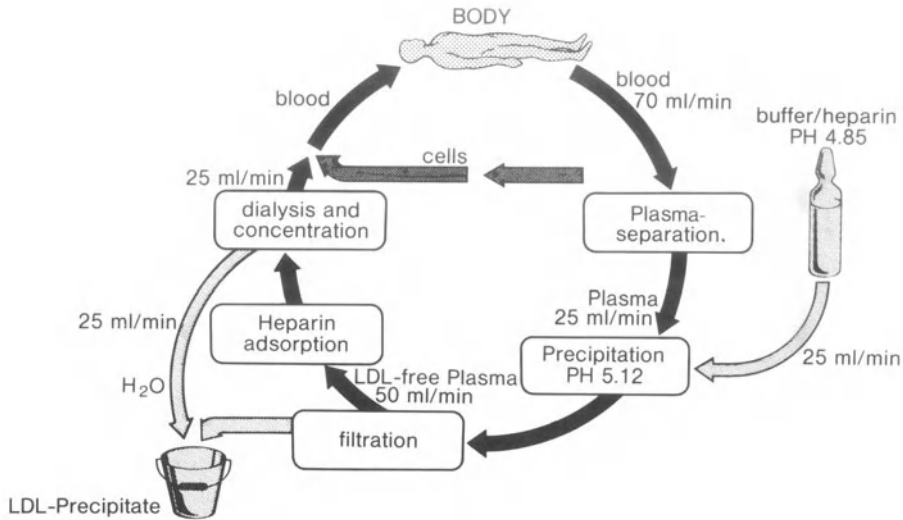 BODY
blood
blood
70 ml/min
buffer/heparin
PH 4.85
cells
25 ml/min
dialysis and
concentration
Plasma-
separation.
Plasma
25 ml/min
25 ml/min
Heparin
adsorption
Precipitation
PH 5.12
25 ml/min
H₂O
LDL-free Plasma
50 ml/min
filtration
LDL-Precipitate